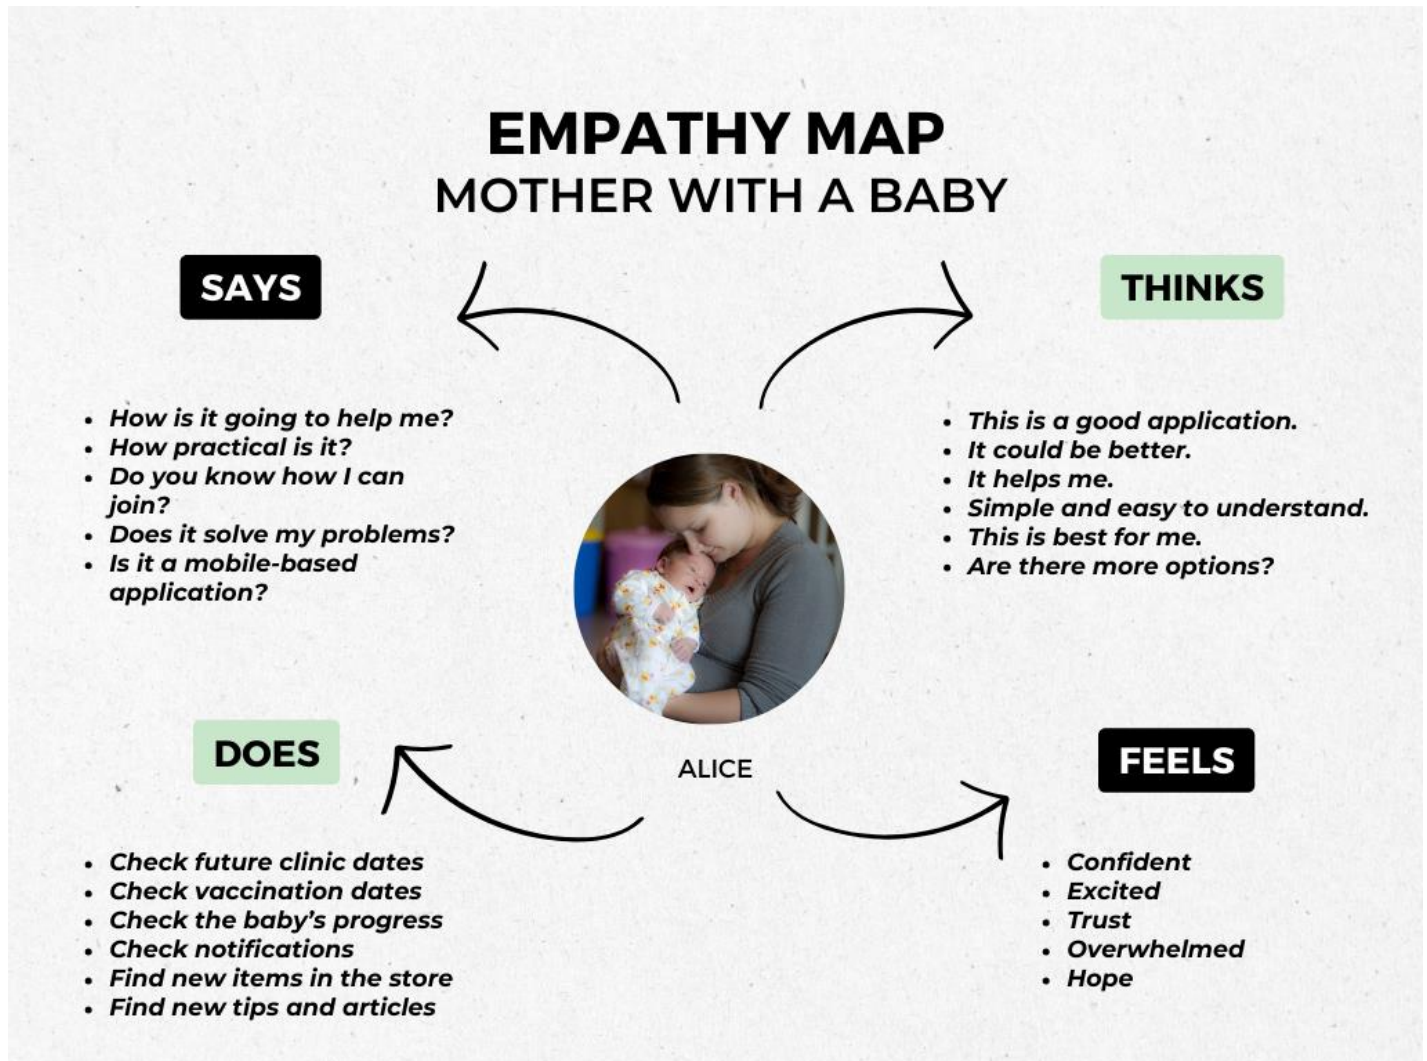 EMPATHY MAP
MOTHER WITH A BABY
SAYS
• How is it going to help me?
• How practical is it?
• Do you know how I can
join?
• Does it solve my problems?
• Is it a mobile-based
application?
THINKS
• This is a good application.
• It could be better.
• It helps me.
• Simple and easy to understand.
• This is best for me.
• Are there more options?
ALICE
DOES
• Check future clinic dates
• Check vaccination dates
• Check the baby’s progress
• Check notifications
• Find new items in the store
• Find new tips and articles
FEELS
• Confident
• Excited
• Trust
• Overwhelmed
• Hope